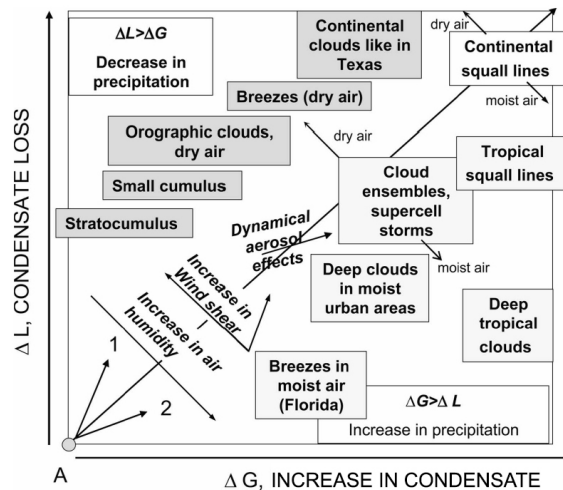 ΔL>ΔG
Decrease in
precipitation
Continental
clouds like in
Texas
dry air
Continental
squall lines
moist air
Breezes (dry air)
Orographic clouds,
dry air
dry air
Tropical
squall lines
Small cumulus
Cloud
ensembles,
supercell
storms
Stratocumulus
Dynamical
aerosol
effects
moist air
Deep clouds
in moist
urban areas
Increase in
Wind shear
Increase in air
humidity
Deep
tropical
clouds
1
2
Breezes in
moist air
(Florida)
ΔG>Δ L
Increase in precipitation
Δ L, CONDENSATE LOSS
A
Δ G, INCREASE IN CONDENSATE